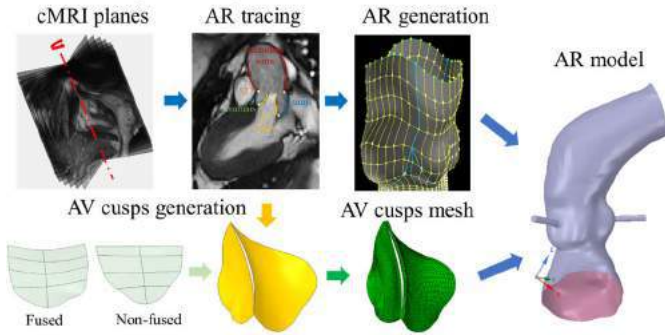 cMRI planes
AR tracing
AR generation
AR model
AV cusps generation
AV cusps mesh
Fused
Non-fused